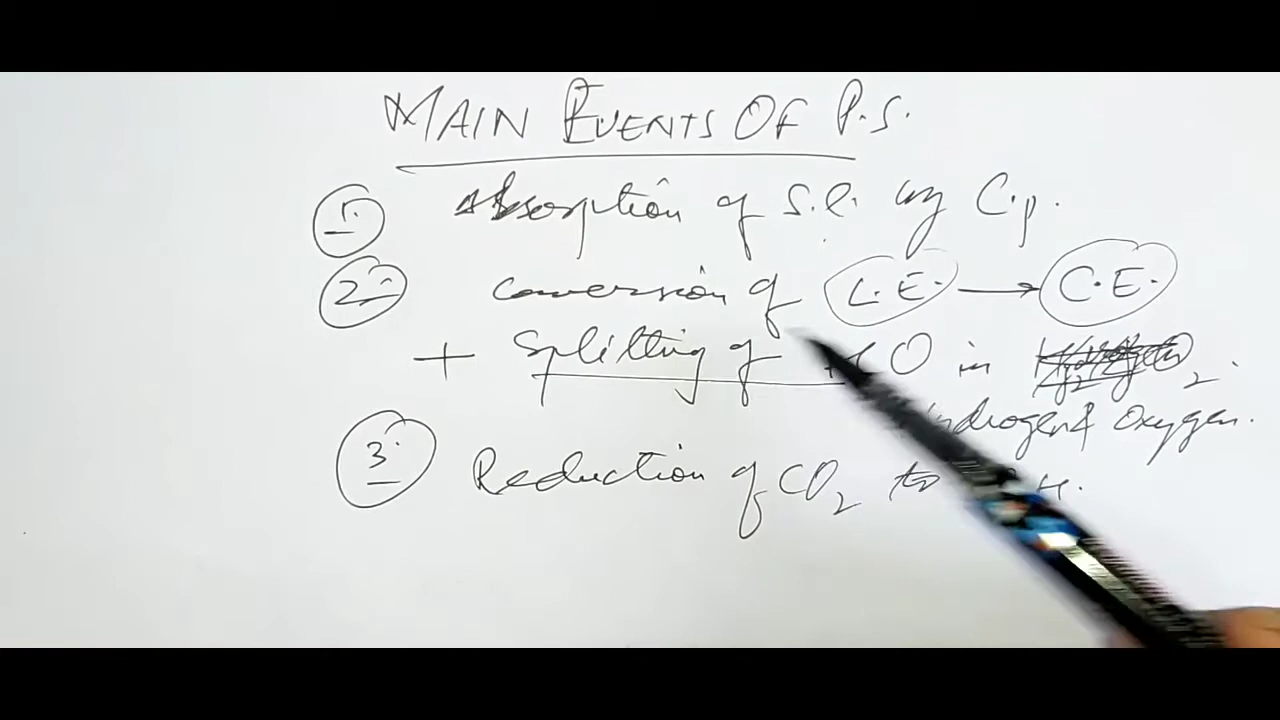 MAIN EVENTS OF P.S.
1. Absorption of S.l. by C.p.
2. Conversion of L.E. → C.E.
+ Splitting of O in
Hydrogen & Oxygen.
3. Reduction of CO2 to